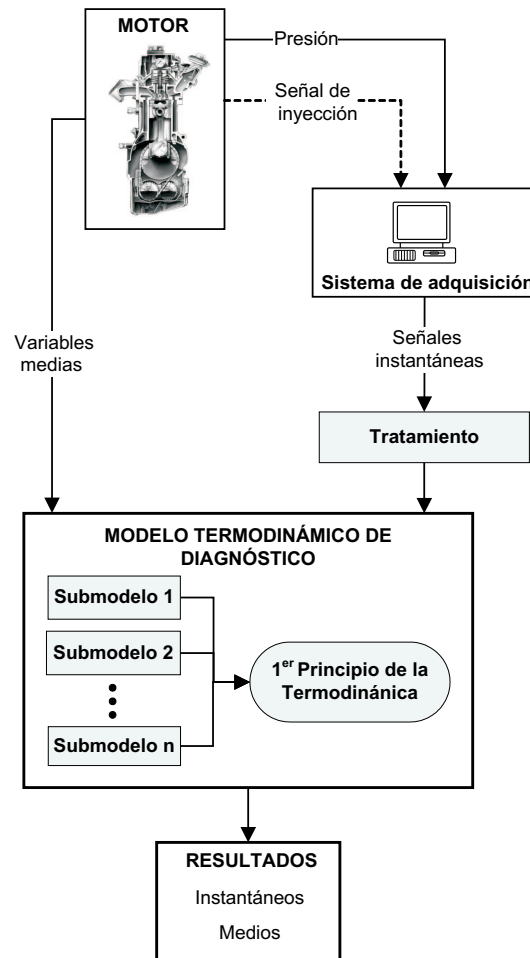 MOTOR
Presión
Señal de
inyección
Sistema de adquisición
Variables
medias
Señales
instantáneas
Tratamiento
MODELO TERMODINÁMICO DE
DIAGNÓSTICO
Submodelo 1
Submodelo 2
Submodelo n
1er Principio de la
Termodinánica
RESULTADOS
Instantáneos
Medios